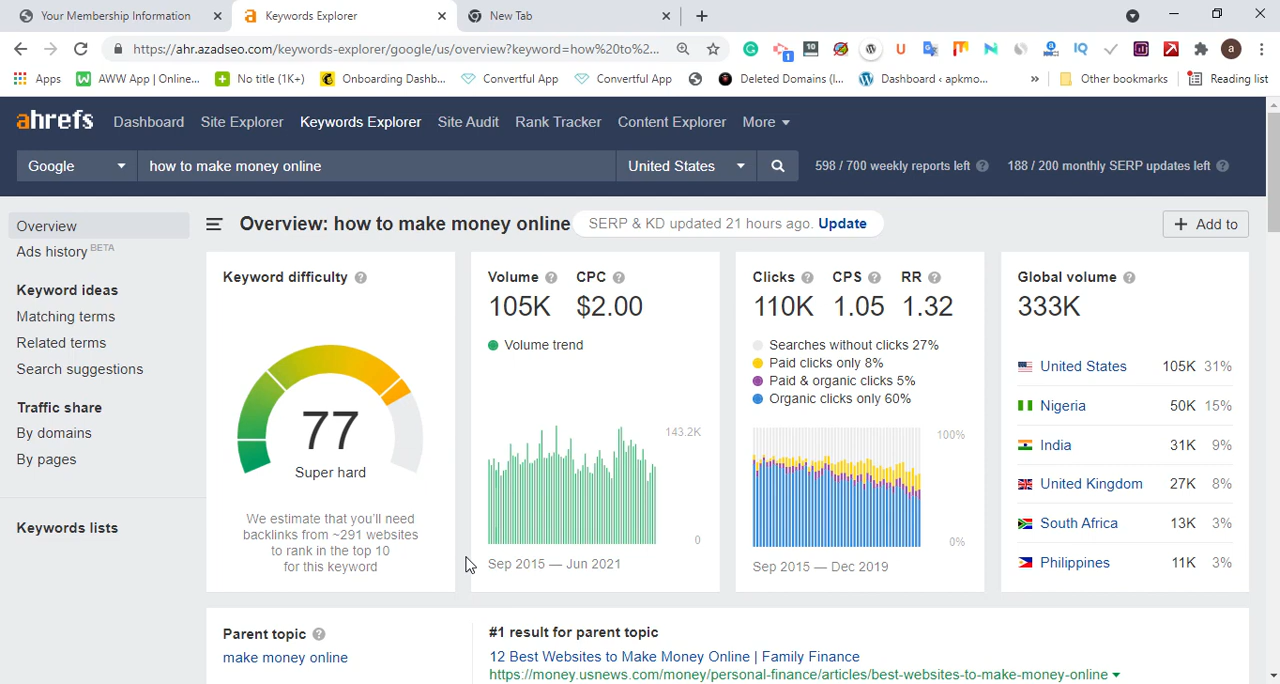 Your Membership Information
Keywords Explorer
New Tab
https://ahr.azadseo.com/keywords-explorer/google/us/overview?keyword=how%20to%2...
Apps
AWW App | Online...
No title (1K+)
Onboarding Dashb...
Convertful App
Convertful App
Deleted Domains (I...
Dashboard ‹ apkmo...
»
Other bookmarks
Reading list
ahrefs
Dashboard
Site Explorer
Keywords Explorer
Site Audit
Rank Tracker
Content Explorer
More
Google
how to make money online
United States
598 / 700 weekly reports left
188 / 200 monthly SERP updates left
Overview
Ads history BETA
Keyword ideas
Matching terms
Related terms
Search suggestions
Traffic share
By domains
By pages
Keywords lists
Overview: how to make money online
SERP & KD updated 21 hours ago. Update
+ Add to
Keyword difficulty
77
Super hard
We estimate that you'll need
backlinks from ~291 websites
to rank in the top 10
for this keyword
Volume CPC
105K $2.00
Volume trend
143.2K
0
Sep 2015 — Jun 2021
Clicks CPS RR
110K 1.05 1.32
Searches without clicks 27%
Paid clicks only 8%
Paid & organic clicks 5%
Organic clicks only 60%
100%
0%
Sep 2015 — Dec 2019
Global volume
333K
United States 105K 31%
Nigeria 50K 15%
India 31K 9%
United Kingdom 27K 8%
South Africa 13K 3%
Philippines 11K 3%
Parent topic
make money online
#1 result for parent topic
12 Best Websites to Make Money Online | Family Finance
https://money.usnews.com/money/personal-finance/articles/best-websites-to-make-money-online